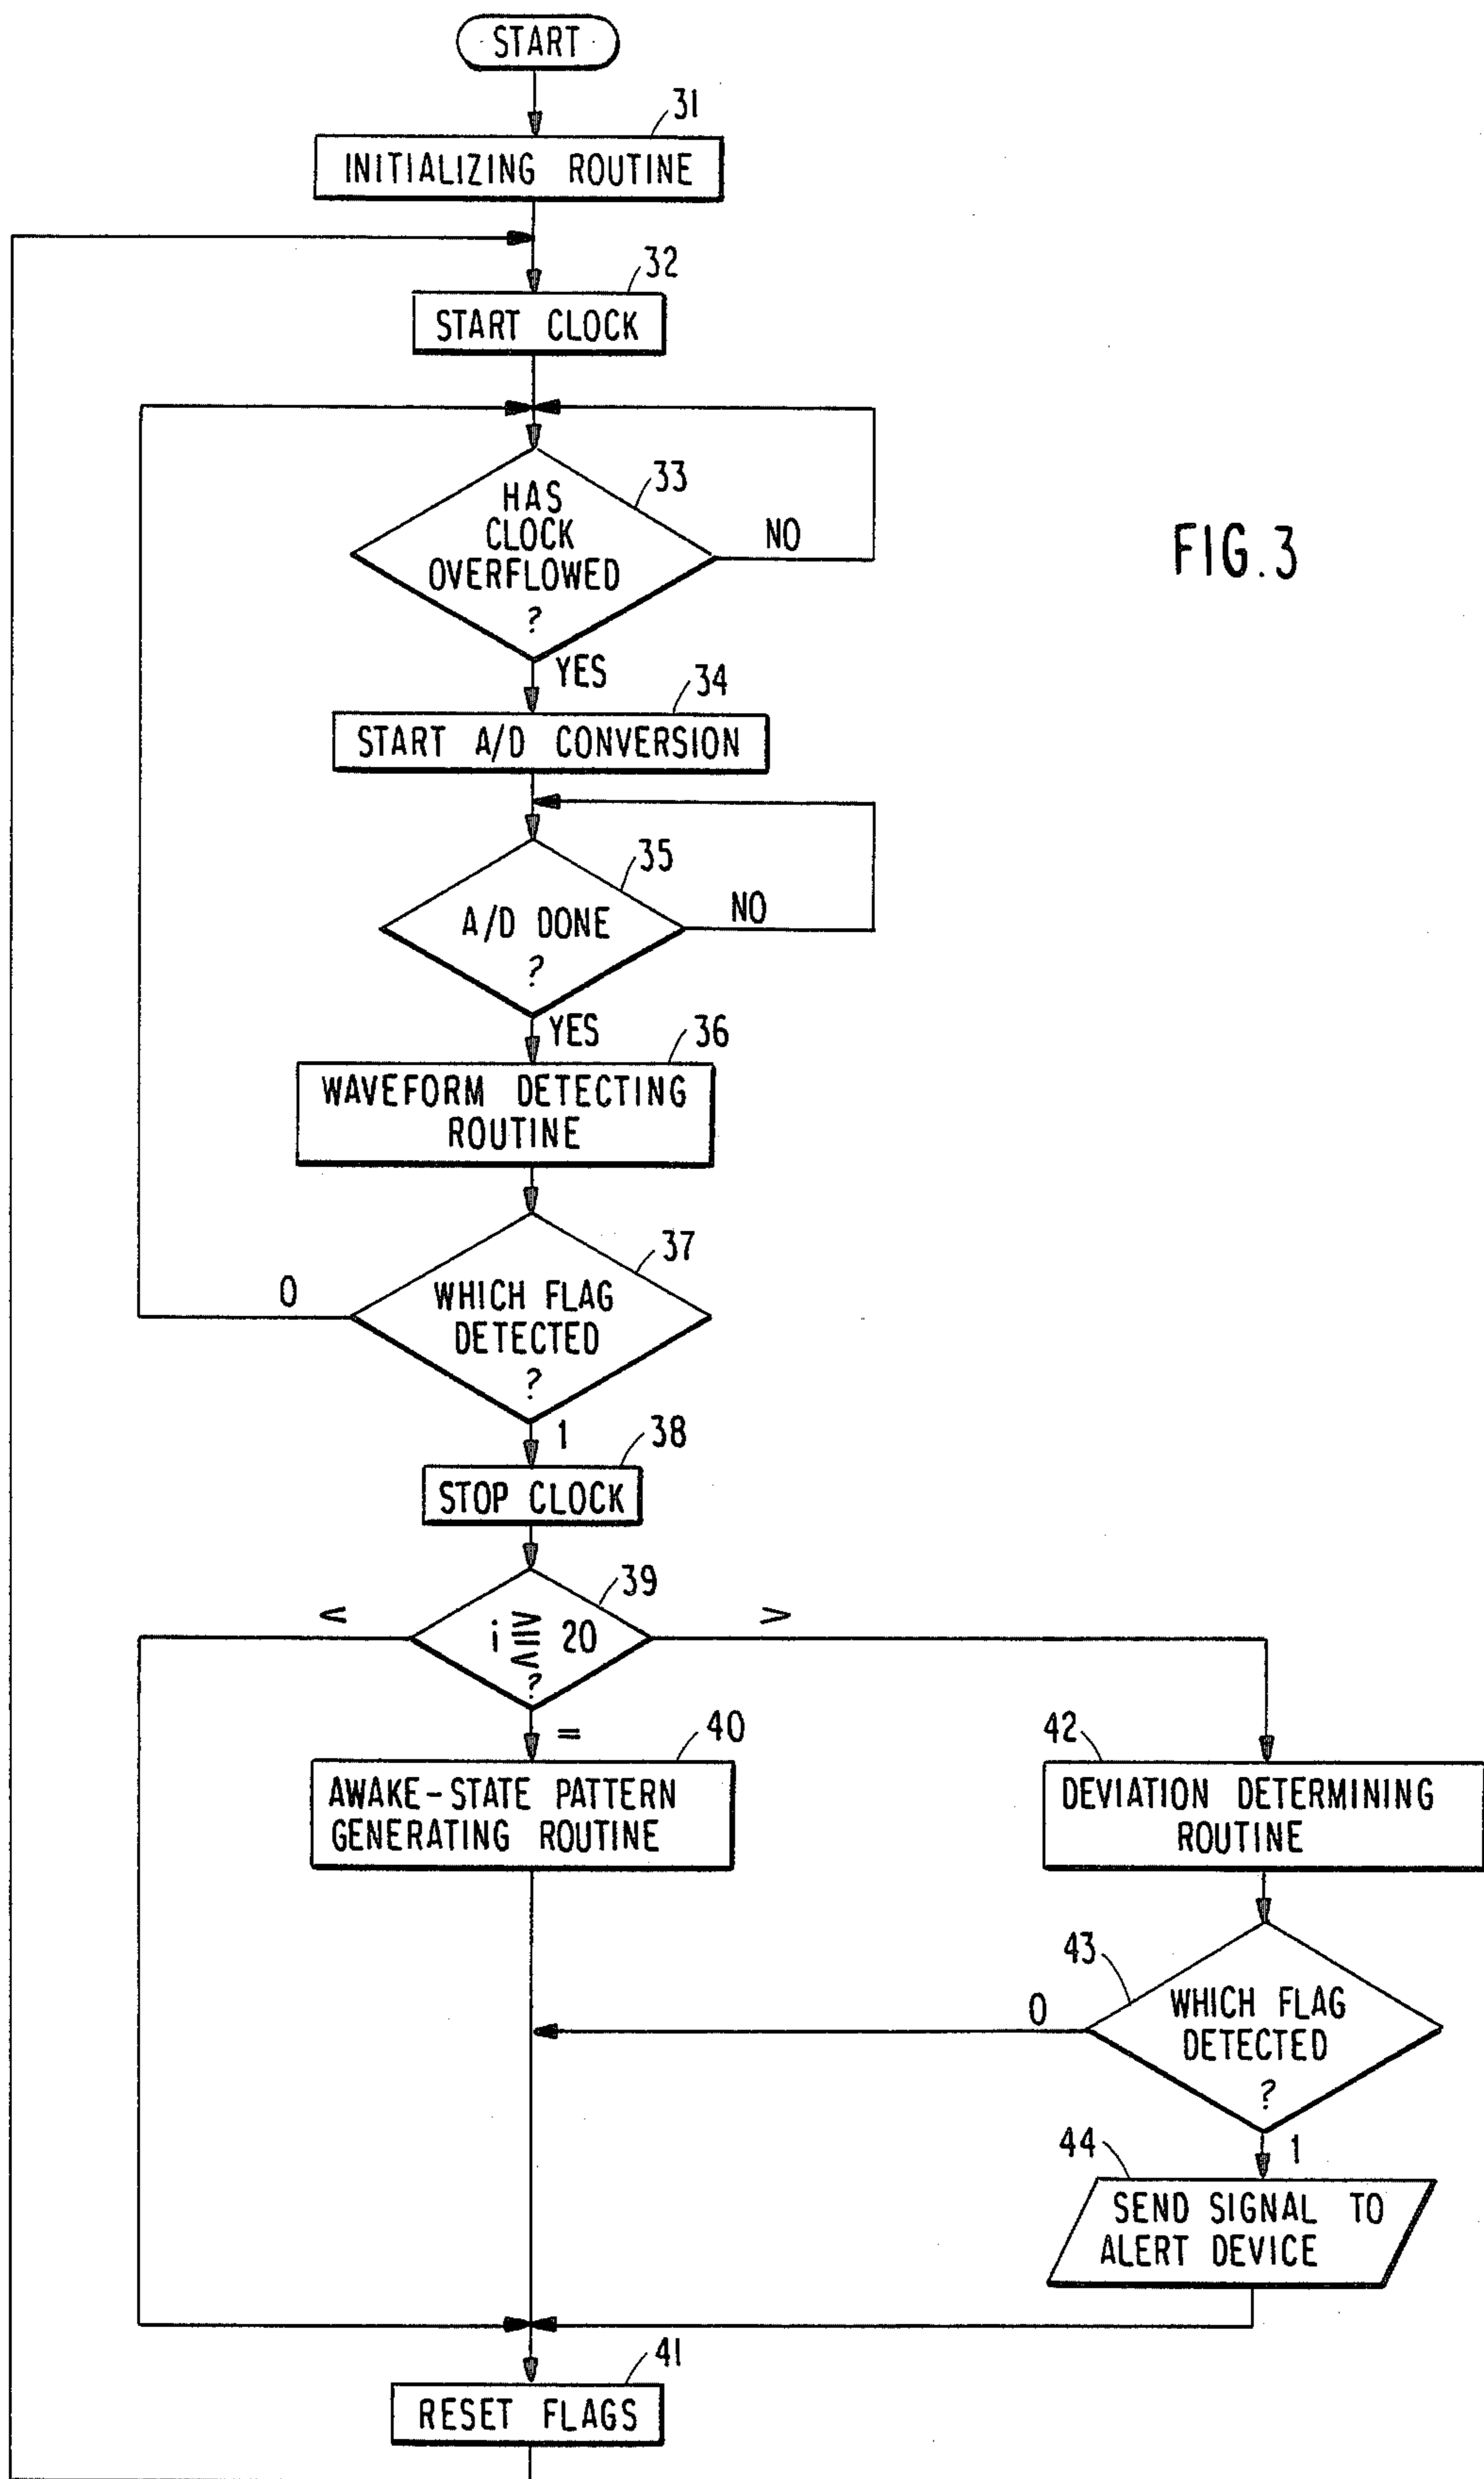 START
31
INITIALIZING ROUTINE
32
START CLOCK
33
HAS
CLOCK
OVERFLOWED
?
NO
FIG.3
YES
34
START A/D CONVERSION
35
A/D DONE
?
NO
YES
36
WAVEFORM DETECTING
ROUTINE
37
WHICH FLAG
DETECTED
?
0
1
38
STOP CLOCK
39
<
i ⋛ 20
?
>
=
40
AWAKE-STATE PATTERN
GENERATING ROUTINE
42
DEVIATION DETERMINING
ROUTINE
43
WHICH FLAG
DETECTED
?
0
1
44
SEND SIGNAL TO
ALERT DEVICE
41
RESET FLAGS